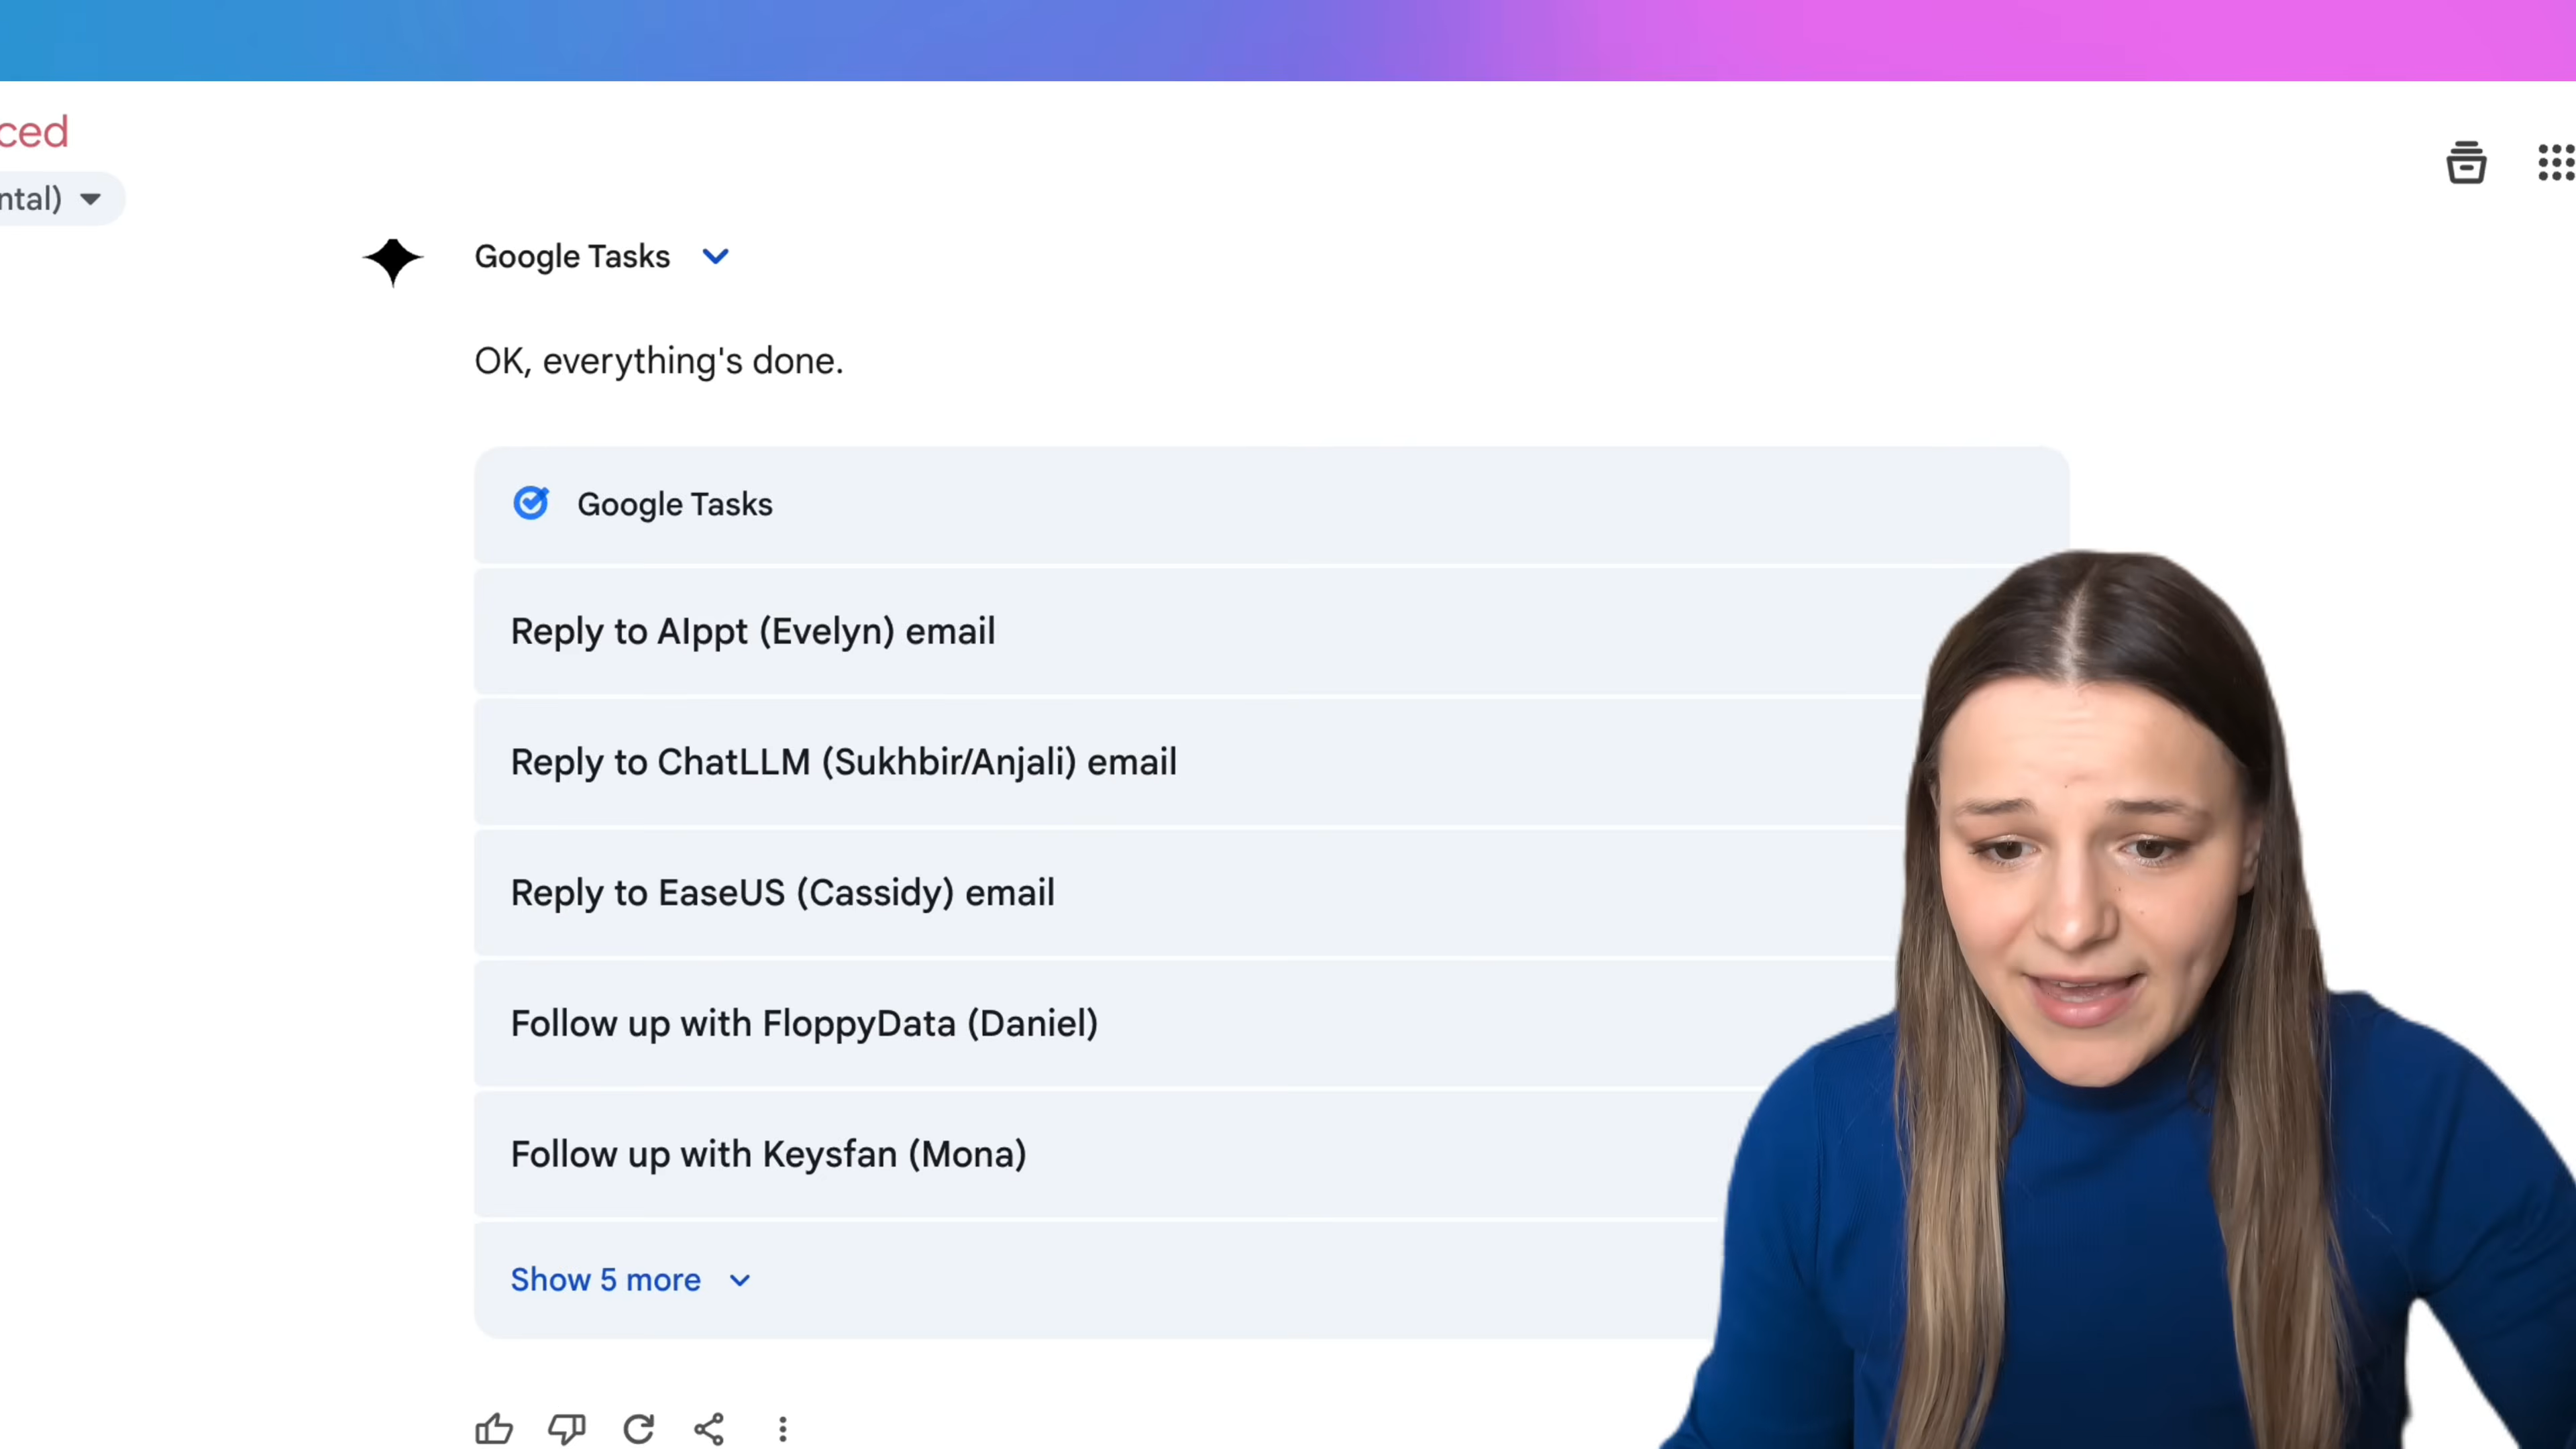 ced
ntal)
Google Tasks
OK, everything's done.
Google Tasks
Reply to AIppt (Evelyn) email
Reply to ChatLLM (Sukhbir/Anjali) email
Reply to EaseUS (Cassidy) email
Follow up with FloppyData (Daniel)
Follow up with Keysfan (Mona)
Show 5 more